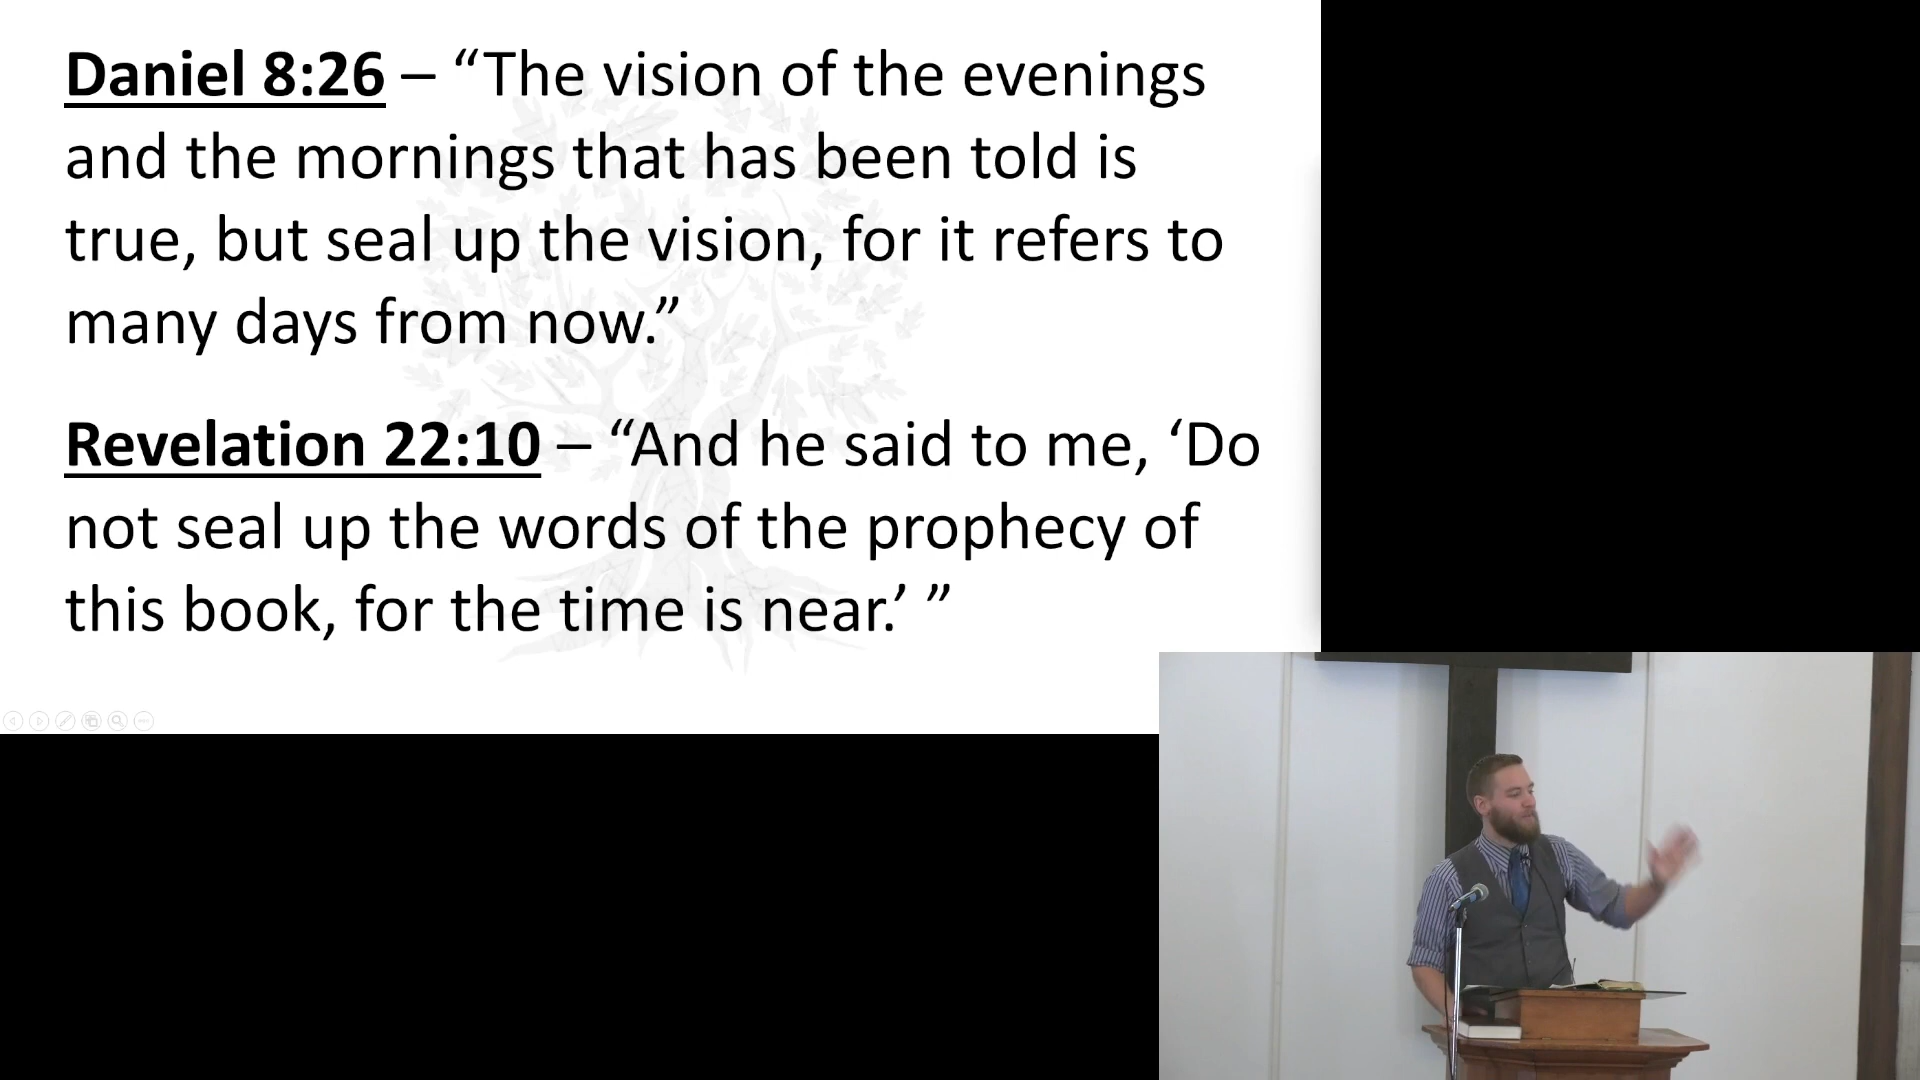 Daniel 8:26 – “The vision of the evenings
and the mornings that has been told is
true, but seal up the vision, for it refers to
many days from now.”
Revelation 22:10 – “And he said to me, ‘Do
not seal up the words of the prophecy of
this book, for the time is near.’ ”